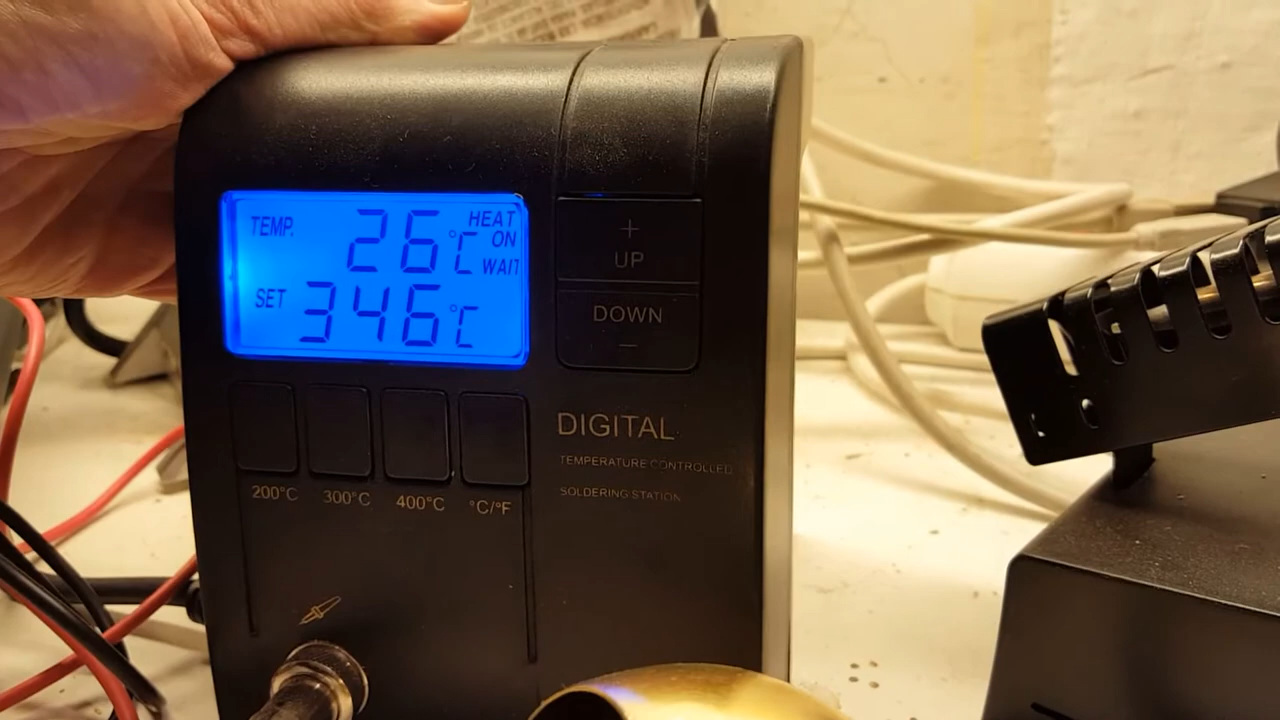 TEMP. 26°C HEAT ON WAIT
SET 346°C
+
UP
DOWN
−
200°C 300°C 400°C °C/°F
DIGITAL
TEMPERATURE CONTROLLED
SOLDERING STATION